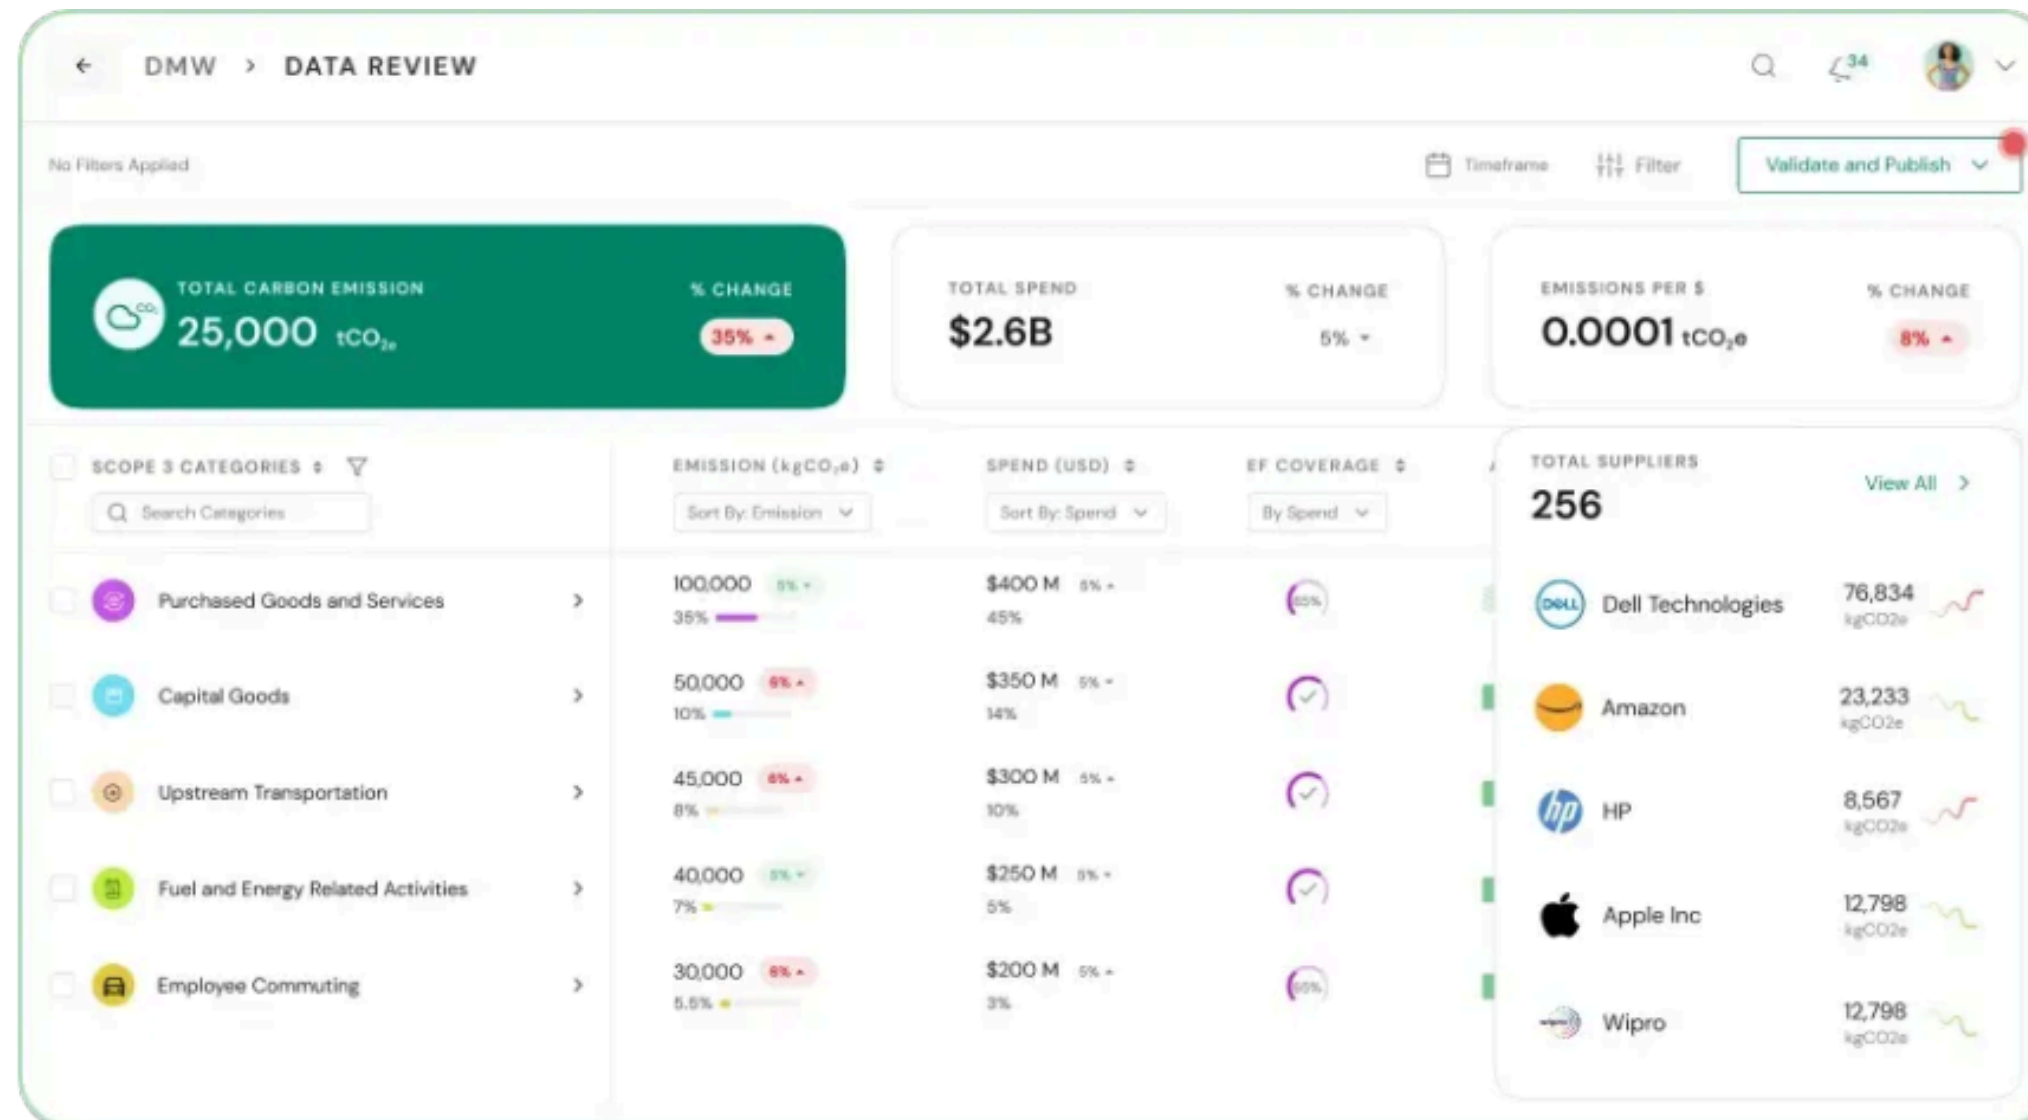 DMW > DATA REVIEW
34
No Filters Applied
Timeframe
Filter
Validate and Publish
TOTAL CARBON EMISSION
25,000 tCO₂e
% CHANGE
35%
TOTAL SPEND
$2.6B
% CHANGE
5%
EMISSIONS PER $
0.0001 tCO₂e
% CHANGE
8%
SCOPE 3 CATEGORIES
Search Categories
EMISSION (kgCO₂e)
Sort By: Emission
SPEND (USD)
Sort By: Spend
EF COVERAGE
By Spend
Purchased Goods and Services
100,000 5%
35%
$400 M 5%
45%
Capital Goods
50,000 6%
10%
$350 M 5%
14%
Upstream Transportation
45,000 6%
8%
$300 M 5%
10%
Fuel and Energy Related Activities
40,000 5%
7%
$250 M 5%
5%
Employee Commuting
30,000 6%
5.5%
$200 M 5%
3%
TOTAL SUPPLIERS
256
View All
DELL
Dell Technologies
76,834
kgCO2e
Amazon
23,233
kgCO2e
hp
HP
8,567
kgCO2e
Apple Inc
12,798
kgCO2e
Wipro
12,798
kgCO2e